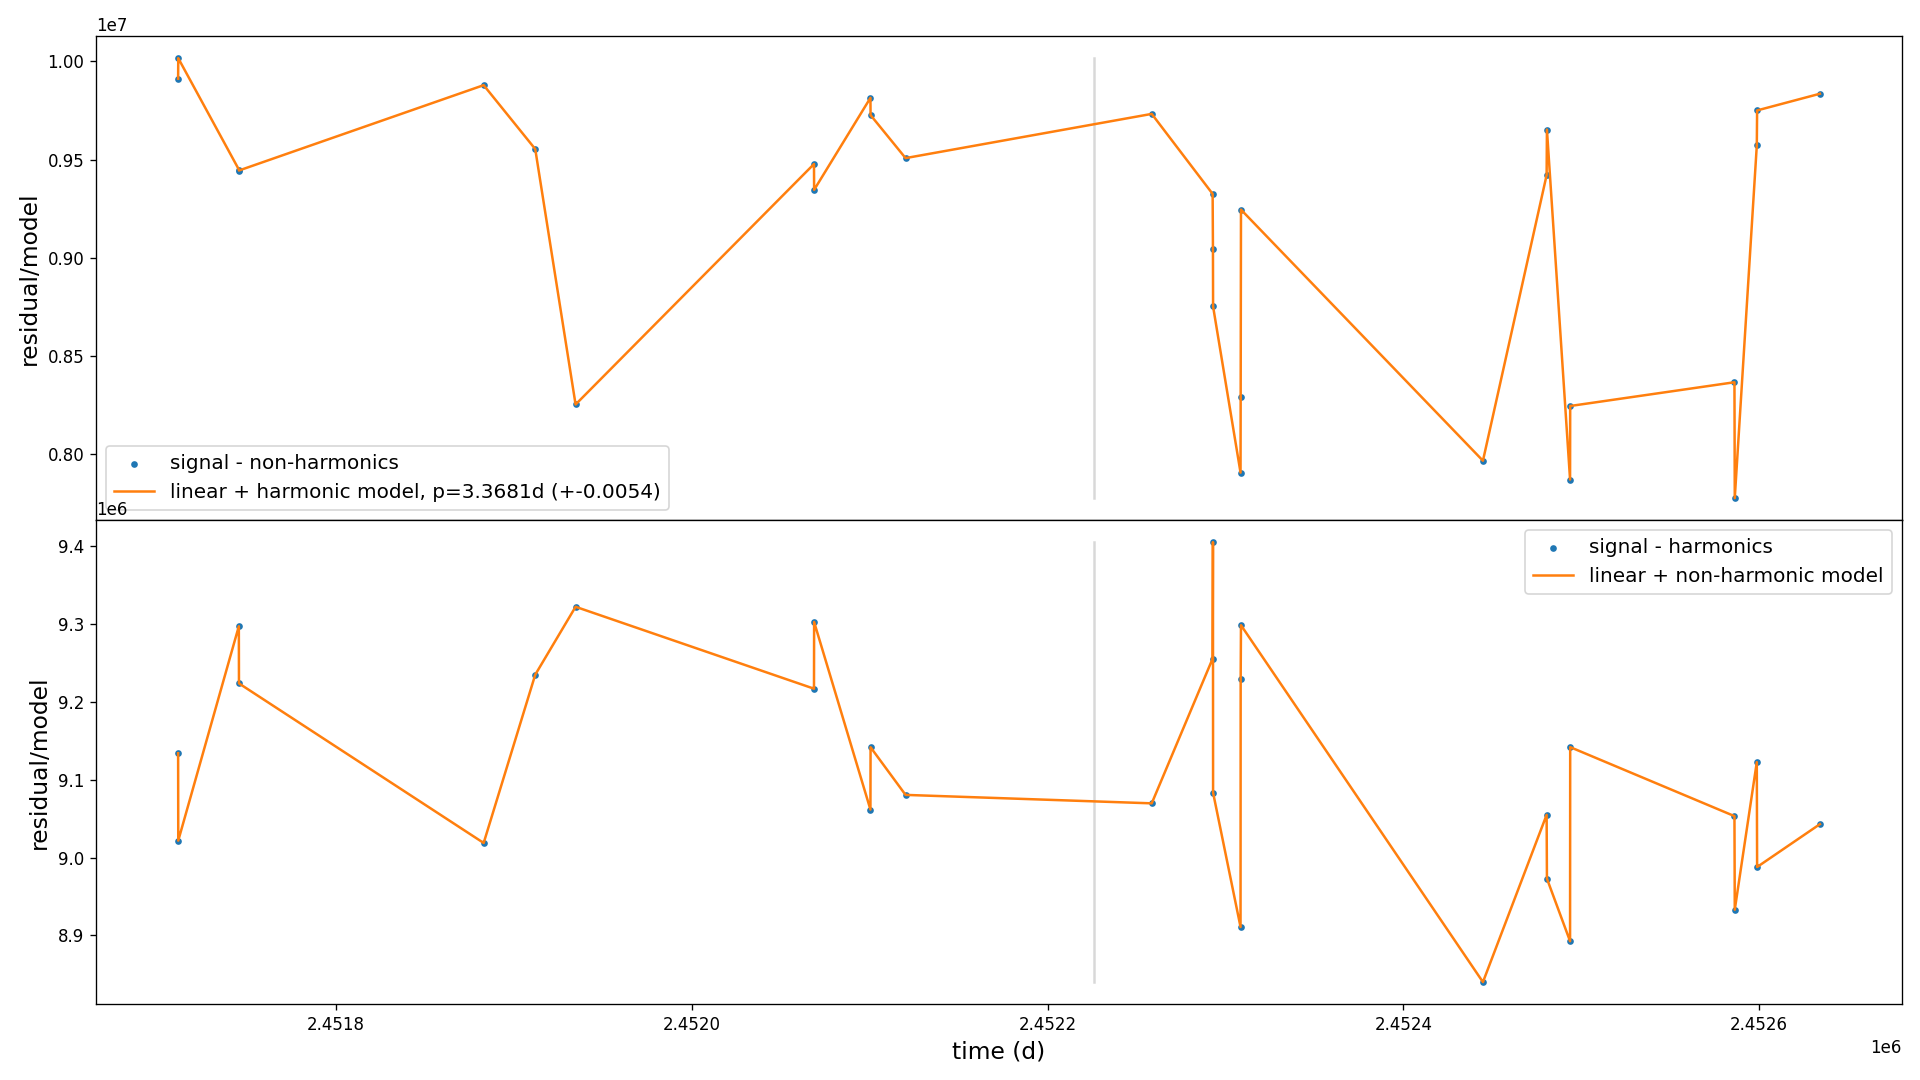 1e7
1.00
0.95
0.90
0.85
0.80
residual/model
signal - non-harmonics
linear + harmonic model, p=3.3681d (+-0.0054)
1e6
9.4
9.3
9.2
9.1
9.0
8.9
residual/model
signal - harmonics
linear + non-harmonic model
2.4518 2.4520 2.4522 2.4524 2.4526
time (d)
1e6